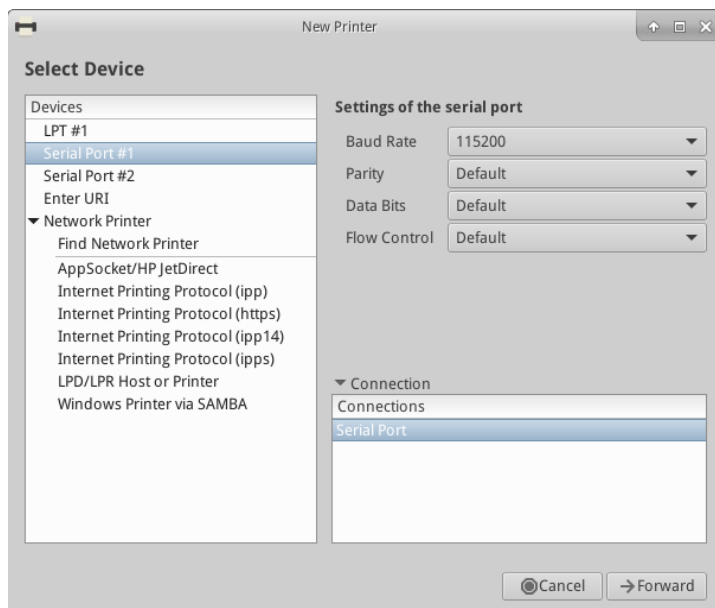 New Printer
Select Device
Devices
LPT #1
Serial Port #1
Serial Port #2
Enter URI
Network Printer
Find Network Printer
AppSocket/HP JetDirect
Internet Printing Protocol (ipp)
Internet Printing Protocol (https)
Internet Printing Protocol (ipp14)
Internet Printing Protocol (ipps)
LPD/LPR Host or Printer
Windows Printer via SAMBA
Settings of the serial port
Baud Rate 115200
Parity Default
Data Bits Default
Flow Control Default
Connection
Connections
Serial Port
Cancel Forward